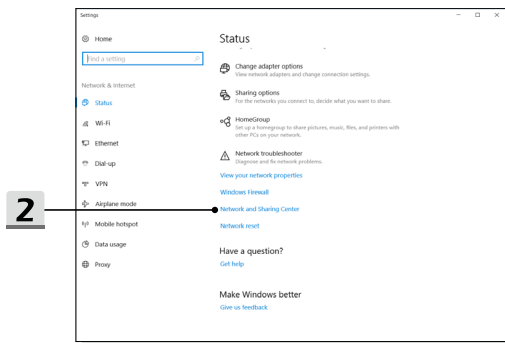 Settings
Home
Find a setting
Network & Internet
Status
Wi-Fi
Ethernet
Dial-up
VPN
Airplane mode
Mobile hotspot
Data usage
Proxy
Status
Change adapter options
View network adapters and change connection settings.
Sharing options
For the networks you connect to, decide what you want to share.
HomeGroup
Set up a homegroup to share pictures, music, files, and printers with
other PCs on your network.
Network troubleshooter
Diagnose and fix network problems.
View your network properties
Windows Firewall
Network and Sharing Center
Network reset
Have a question?
Get help
Make Windows better
Give us feedback
2